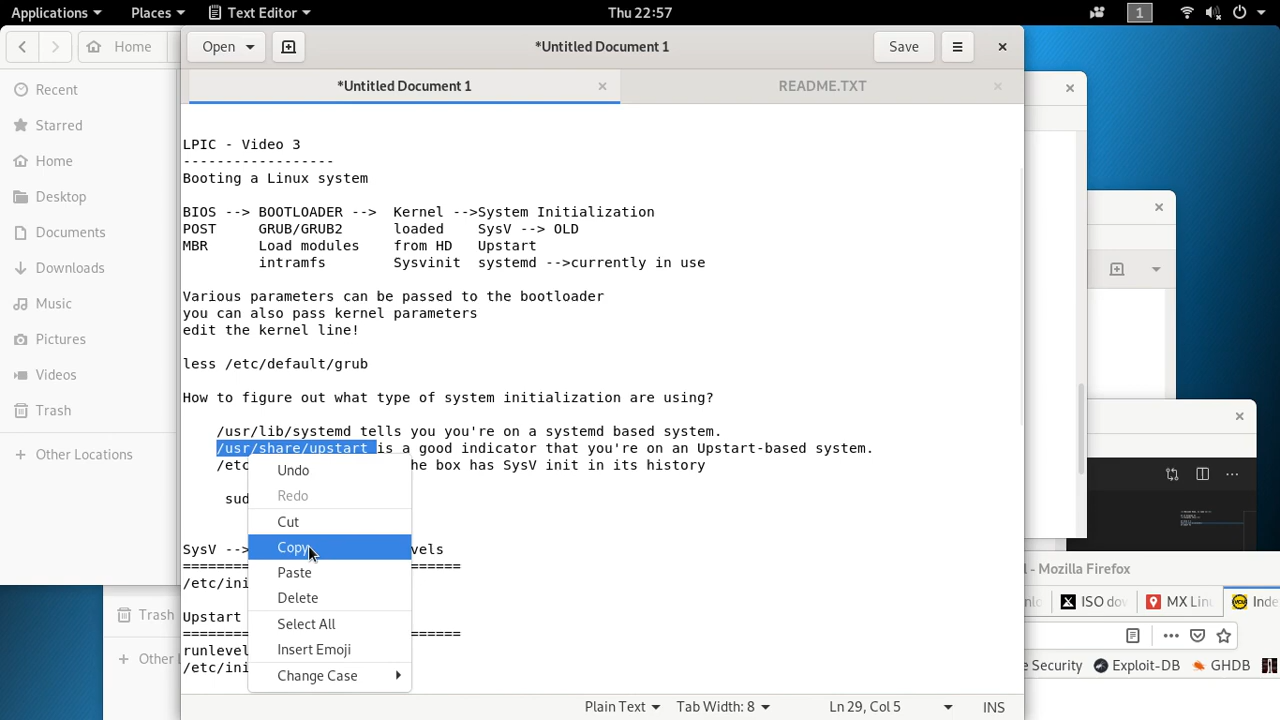 Applications Places Text Editor Thu 22:57 1
Open *Untitled Document 1 Save
Home
*Untitled Document 1 README.TXT
Recent
Starred
Home
Desktop
Documents
Downloads
Music
Pictures
Videos
Trash
Other Locations
LPIC - Video 3
------------------
Booting a Linux system
BIOS --> BOOTLOADER --> Kernel -->System Initialization
POST GRUB/GRUB2 loaded SysV --> OLD
MBR Load modules from HD Upstart
intramfs Sysvinit systemd -->currently in use
Various parameters can be passed to the bootloader
you can also pass kernel parameters
edit the kernel line!
less /etc/default/grub
How to figure out what type of system initialization are using?
/usr/lib/systemd tells you you're on a systemd based system.
/usr/share/upstart is a good indicator that you're on an Upstart-based system.
/etc he box has SysV init in its history
sud
SysV --> vels
/etc/ini
Upstart
runlevel
/etc/ini
Undo
Redo
Cut
Copy
Paste
Delete
Select All
Insert Emoji
Change Case
Plain Text Tab Width: 8 Ln 29, Col 5 INS
Trash
Other L
- Mozilla Firefox
ISO dov MX Linu Inde
Security Exploit-DB GHDB